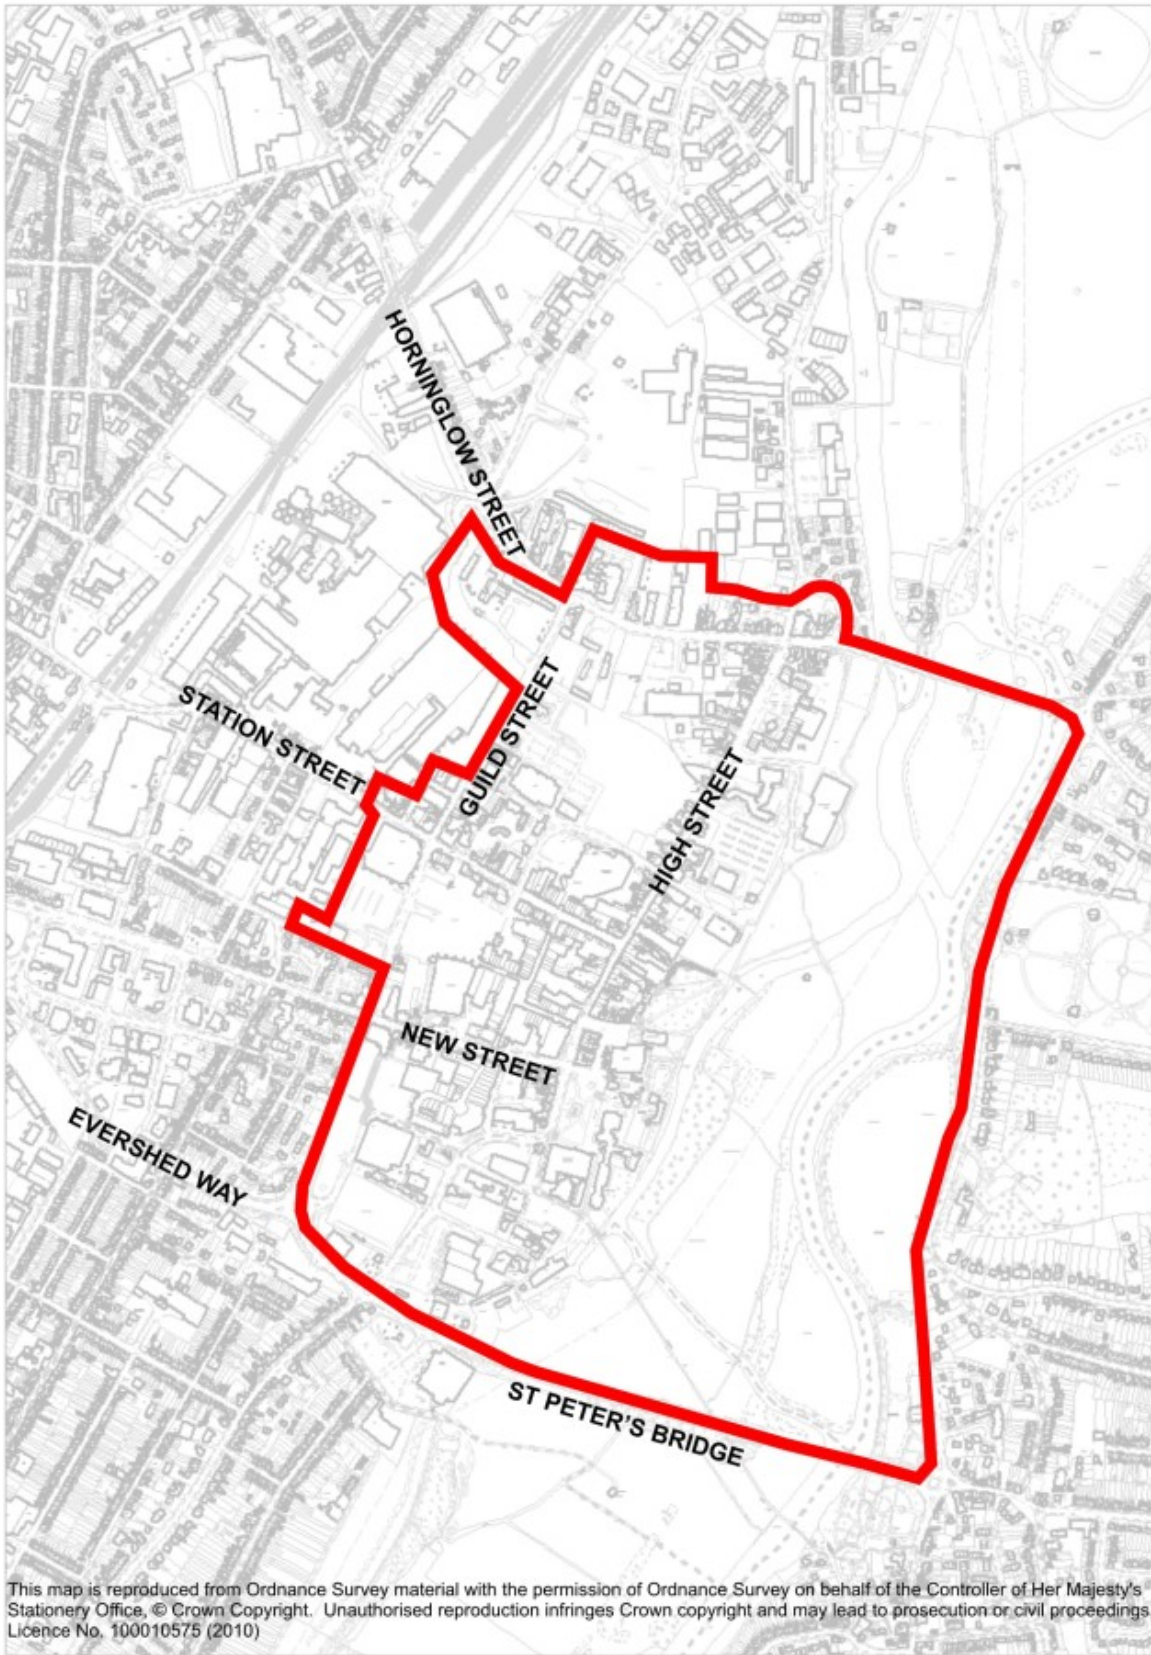 HORNINGLOW STREET
STATION STREET
GUILD STREET
HIGH STREET
NEW STREET
EVERSHED WAY
ST PETER'S BRIDGE
This map is reproduced from Ordnance Survey material with the permission of Ordnance Survey on behalf of the Controller of Her Majesty's
Stationery Office, © Crown Copyright. Unauthorised reproduction infringes Crown copyright and may lead to prosecution or civil proceedings
Licence No. 100010575 (2010)